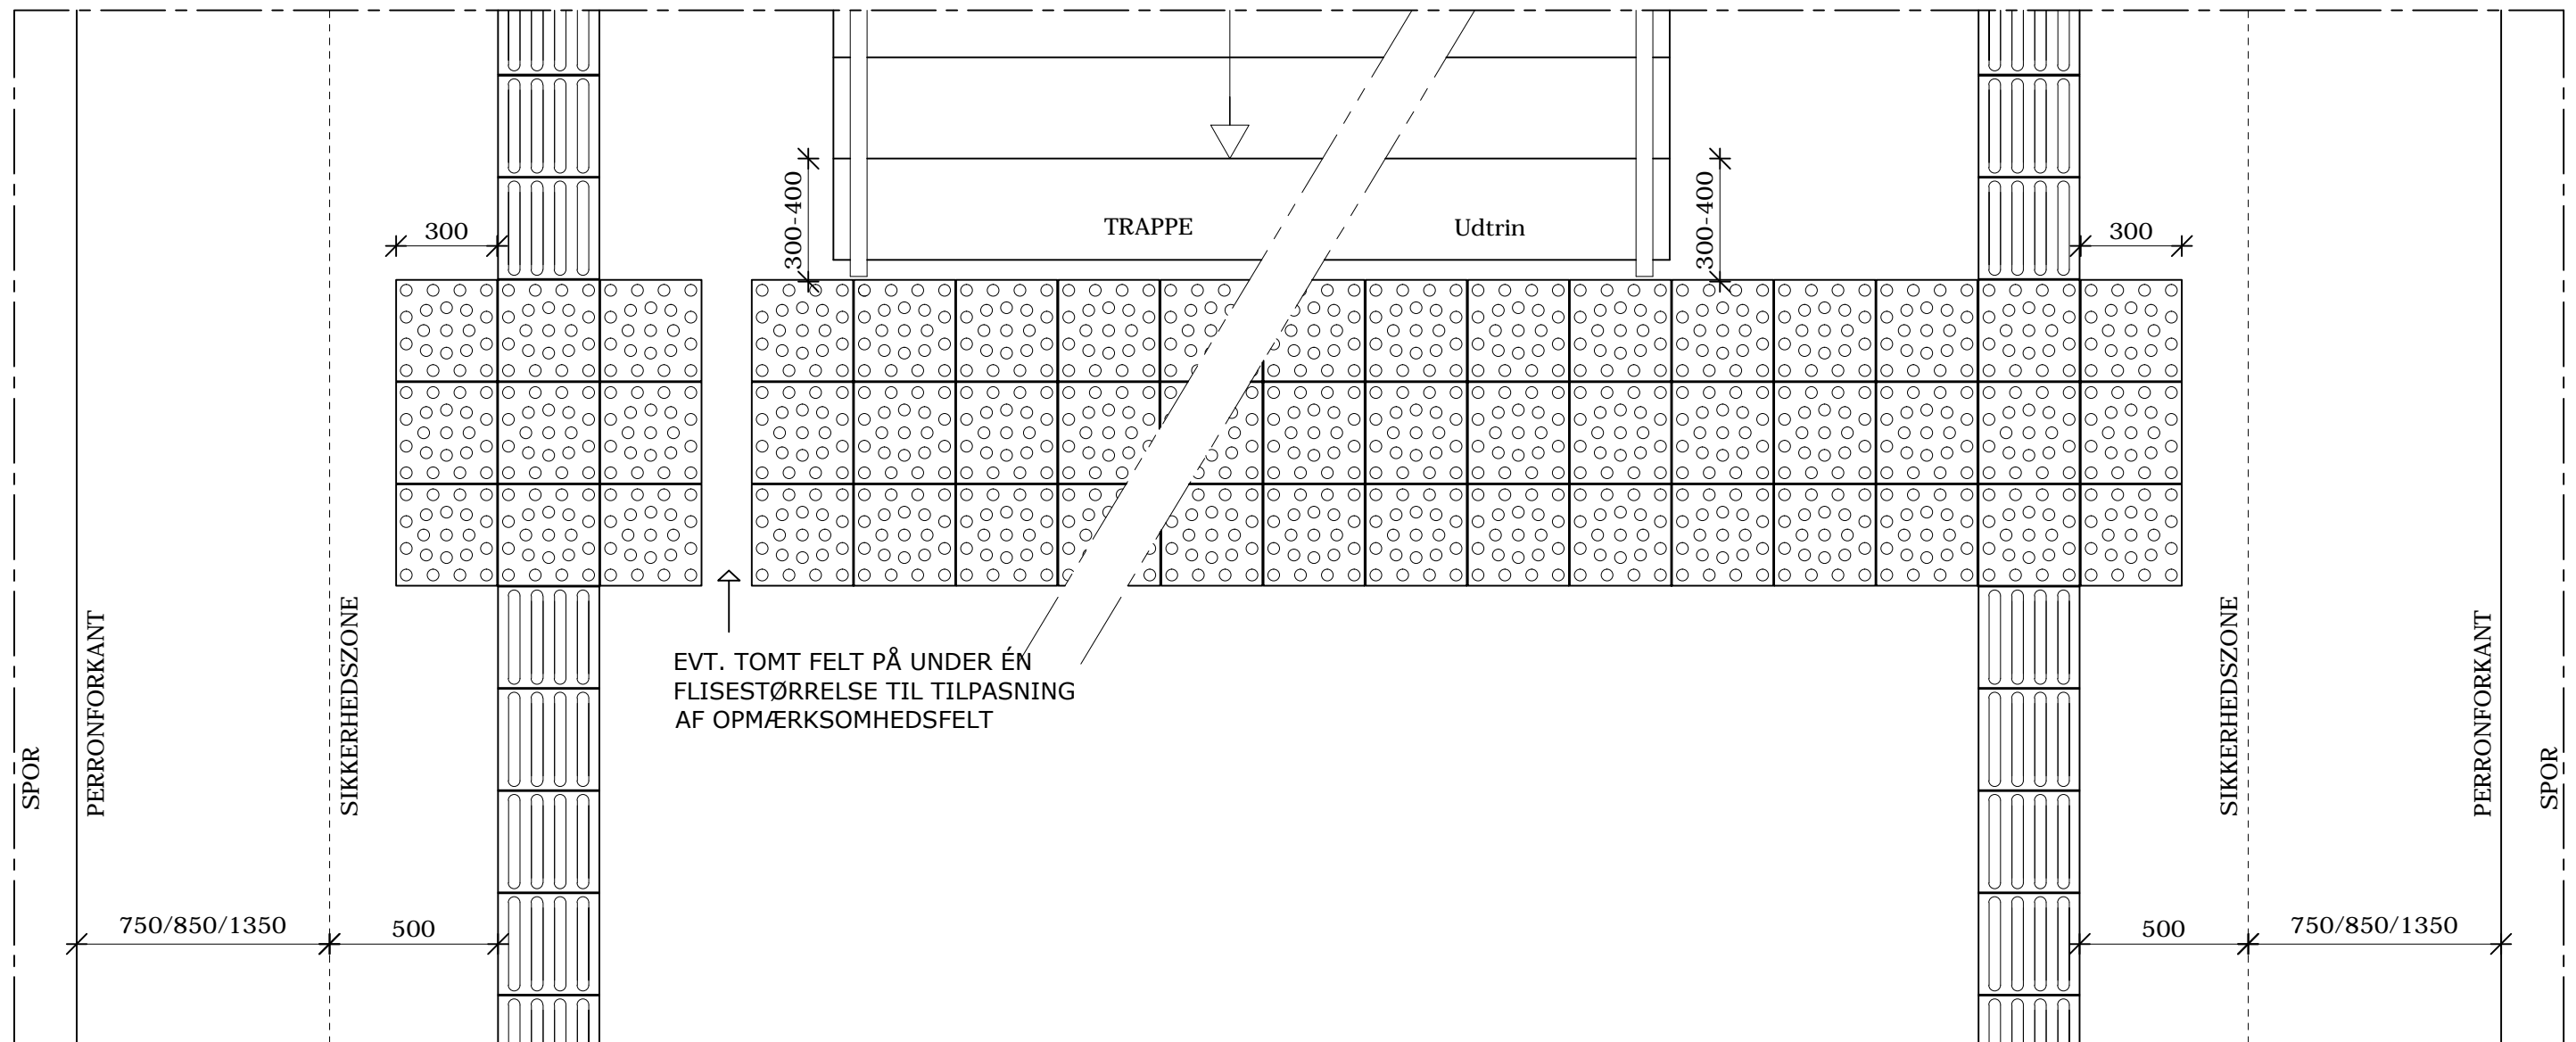 300-400
300-400
TRAPPE
Udtrin
300
300
EVT. TOMT FELT PÅ UNDER ÉN
FLISESTØRRELSE TIL TILPASNING
AF OPMÆRKSOMHEDSFELT
SPOR
PERRONFORKANT
SIKKERHEDSZONE
SIKKERHEDSZONE
PERRONFORKANT
SPOR
750/850/1350
500
500
750/850/1350